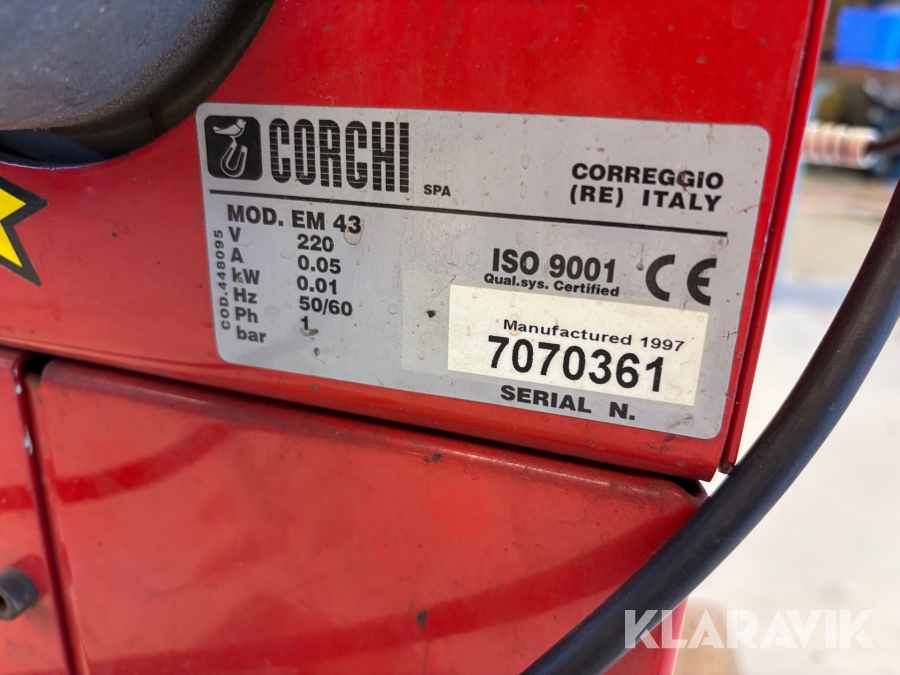 CORGHI SPA
CORREGGIO
(RE) ITALY
MOD. EM 43
V 220
A 0.05
kW 0.01
Hz 50/60
Ph 1
bar
COD. 448095
ISO 9001
Qual.sys. Certified
CE
Manufactured 1997
7070361
SERIAL N.
KLARAVIK